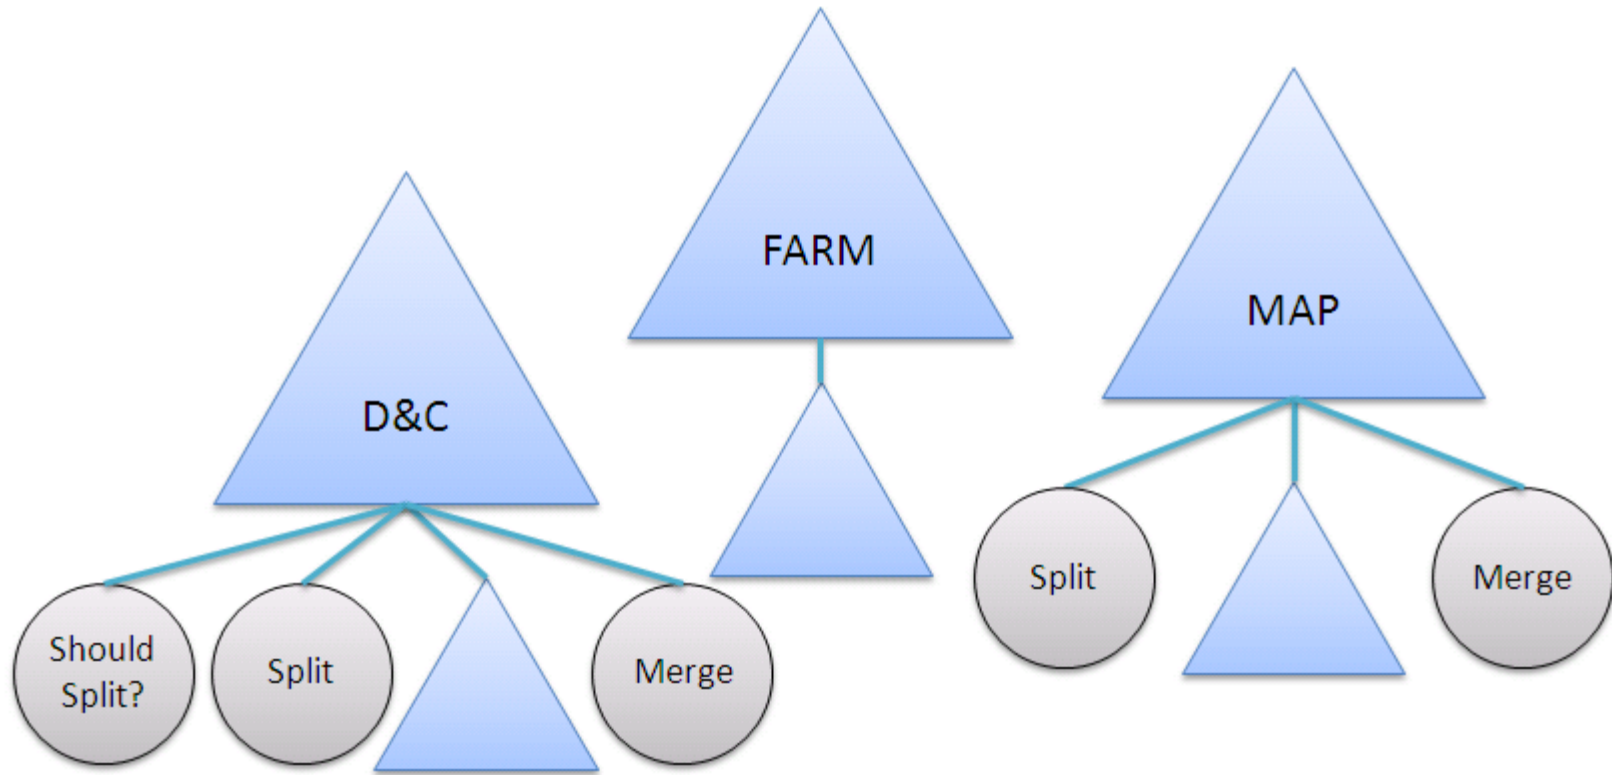 FARM
MAP
D&C
Split
Merge
Should
Split?
Split
Merge